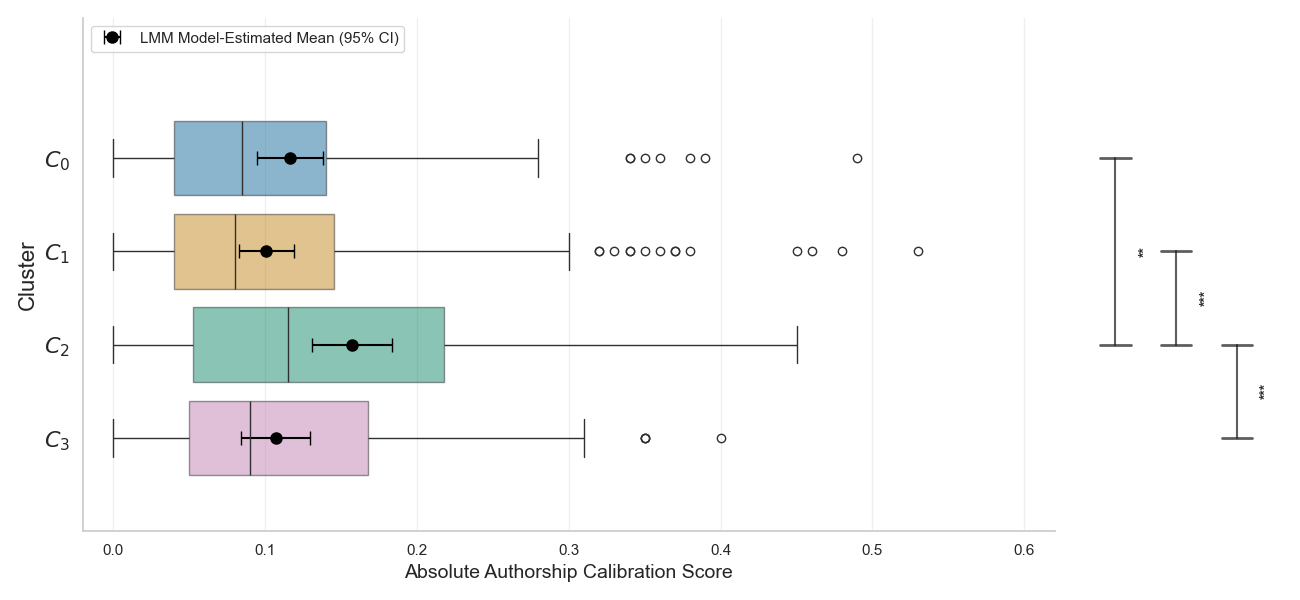 LMM Model-Estimated Mean (95% CI)
Cluster
C0
C1
C2
C3
**
***
***
0.0 0.1 0.2 0.3 0.4 0.5 0.6
Absolute Authorship Calibration Score